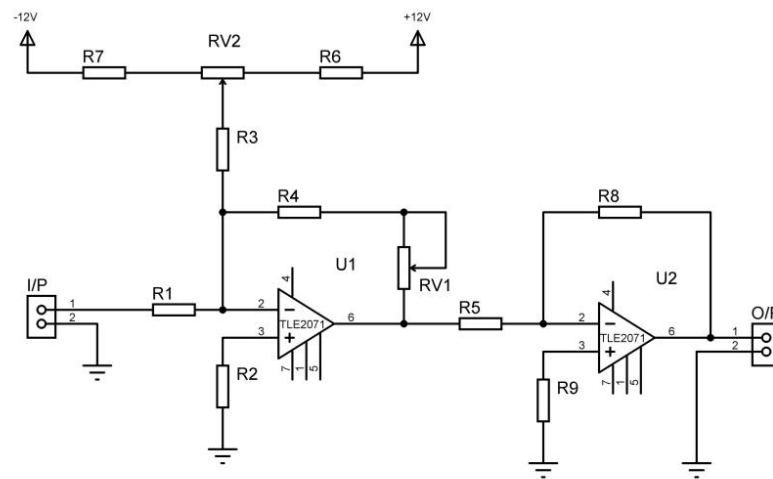 -12V
+12V
R7
RV2
R6
R3
R4
R8
U1
U2
I/P
1
2
R1
2
4
RV1
R5
2
4
O/P
TLE2071
6
TLE2071
6
1
2
3
3
R2
7
1
5
R9
7
1
5